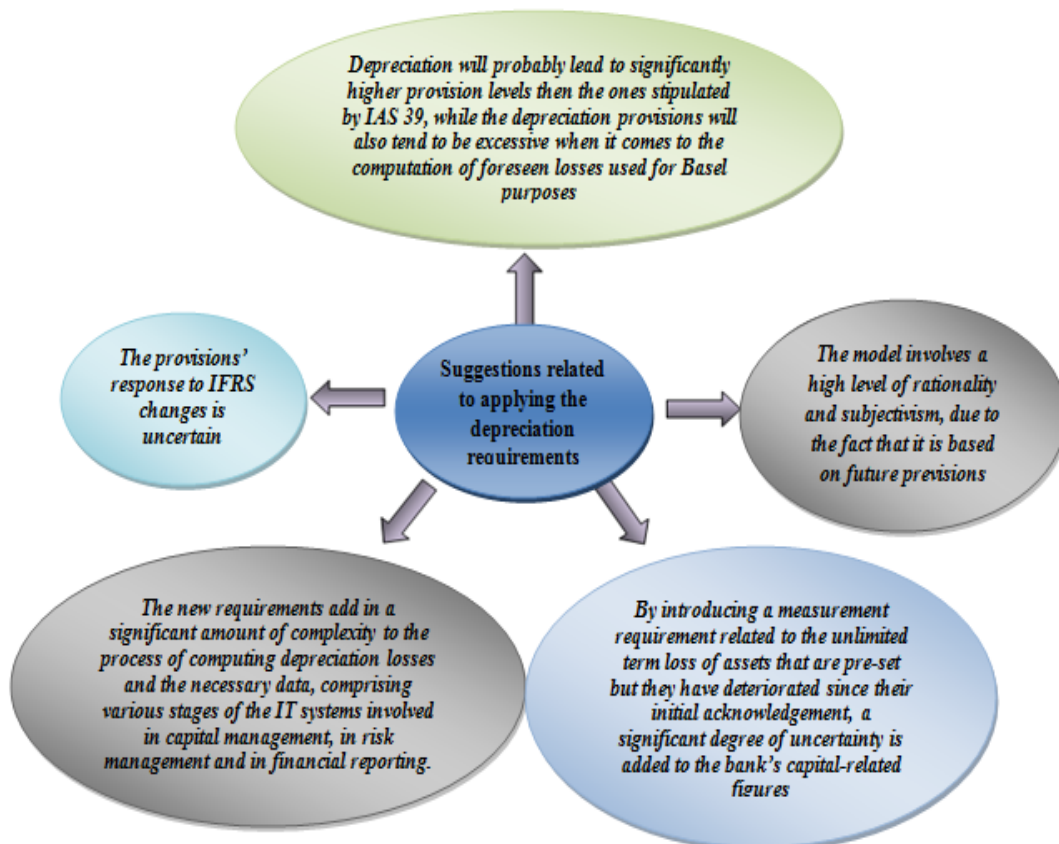 Depreciation will probably lead to significantly
higher provision levels then the ones stipulated
by IAS 39, while the depreciation provisions will
also tend to be excessive when it comes to the
computation of foreseen losses used for Basel
purposes
The provisions'
response to IFRS
changes is
uncertain
Suggestions related
to applying the
depreciation
requirements
The model involves a
high level of rationality
and subjectivism, due to
the fact that it is based
on future previsions
The new requirements add in a
significant amount of complexity to the
process of computing depreciation losses
and the necessary data, comprising
various stages of the IT systems involved
in capital management, in risk
management and in financial reporting.
By introducing a measurement
requirement related to the unlimited
term loss of assets that are pre-set
but they have deteriorated since their
initial acknowledgement, a
significant degree of uncertainty is
added to the bank's capital-related
figures